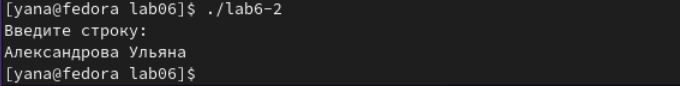 [yana@fedora lab06]$ ./lab6-2
Введите строку:
Александрова Ульяна
[yana@fedora lab06]$